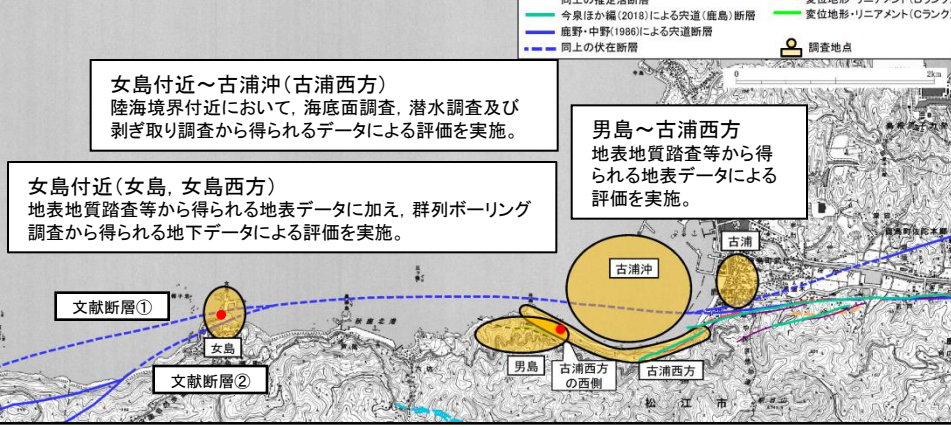 同上の推定活断層
今泉ほか編(2018)による宍道(鹿島)断層
鹿野・中野(1986)による宍道断層
同上の伏在断層
変位地形・リニアメント(Cランク)
調査地点
0
2km
女島付近～古浦沖(古浦西方)
陸海境界付近において，海底面調査，潜水調査及び
剥ぎ取り調査から得られるデータによる評価を実施。
男島～古浦西方
地表地質踏査等から得
られる地表データによる
評価を実施。
女島付近(女島，女島西方)
地表地質踏査等から得られる地表データに加え，群列ボーリング
調査から得られる地下データによる評価を実施。
古浦
古浦沖
文献断層①
女島
文献断層②
男島
古浦西方
の西側
古浦西方
松江市